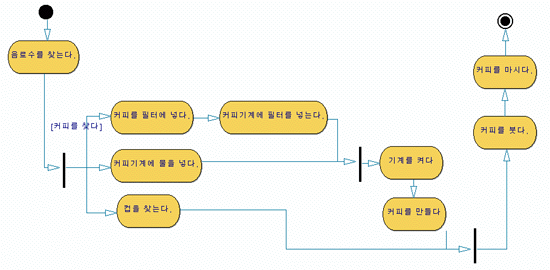 음료수를 찾는다.
[커피를 찾다]
커피를 필터에 넣다.
커피기계에 필터를 넣는다.
커피기계에 물을 넣다.
컵을 찾는다.
기계를 켜다
커피를 만들다
커피를 붓다.
커피를 마시다.